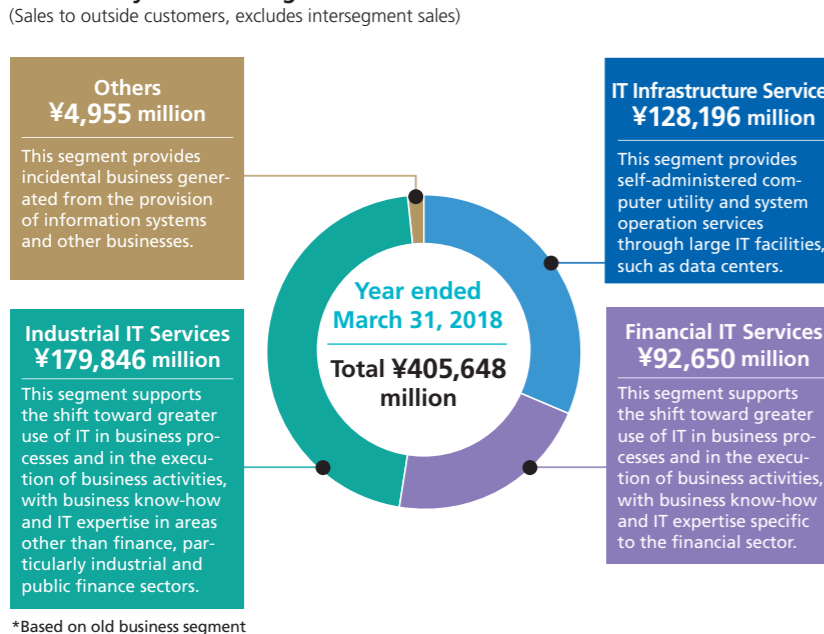 (Sales to outside customers, excludes intersegment sales)
Others
¥4,955 million
This segment provides
incidental business gener-
ated from the provision
of information systems
and other businesses.
IT Infrastructure Service
¥128,196 million
This segment provides
self-administered com-
puter utility and system
operation services
through large IT facilities,
such as data centers.
Year ended
March 31, 2018
Total ¥405,648
million
Industrial IT Services
¥179,846 million
This segment supports
the shift toward greater
use of IT in business pro-
cesses and in the execu-
tion of business activities,
with business know-how
and IT expertise in areas
other than finance, par-
ticularly industrial and
public finance sectors.
Financial IT Services
¥92,650 million
This segment supports
the shift toward greater
use of IT in business pro-
cesses and in the execu-
tion of business activities,
with business know-how
and IT expertise specific
to the financial sector.
*Based on old business segment